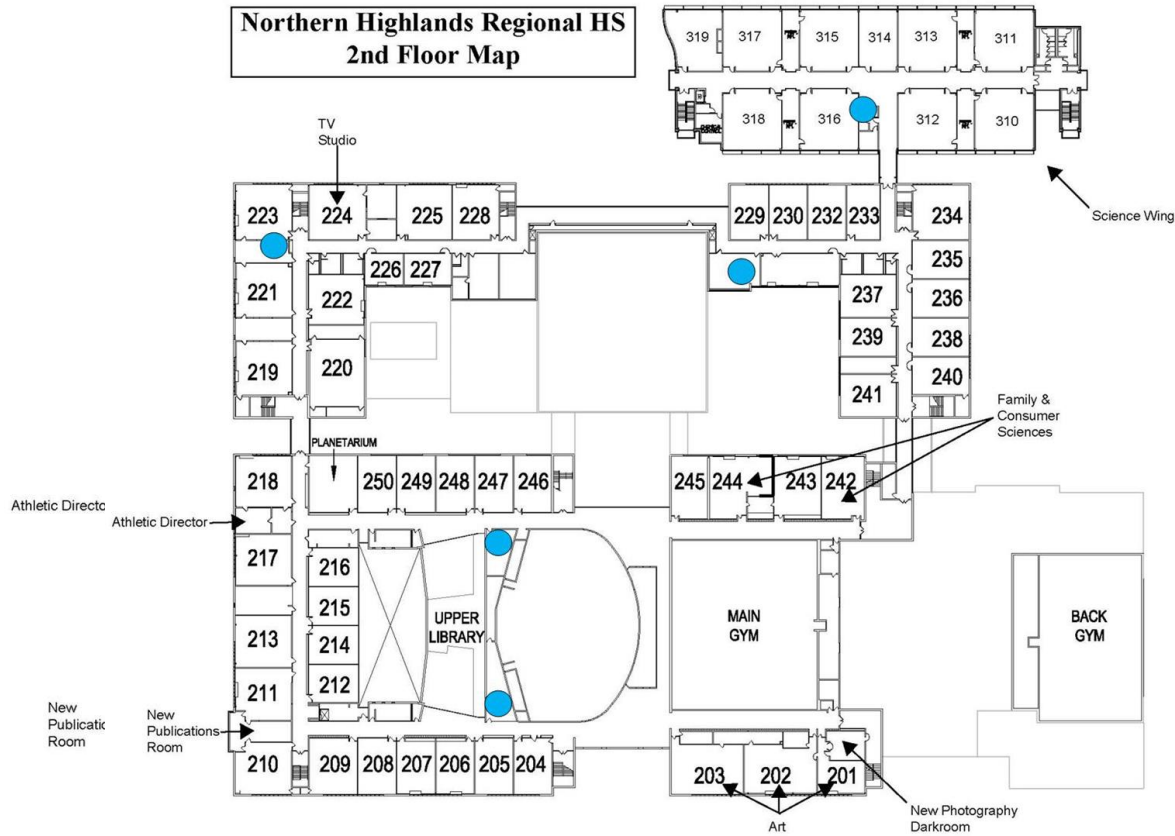 Northern Highlands Regional HS
2nd Floor Map
319 317 315 314 313 311
318 316 312 310
Science Wing
TV
Studio
223 224 225 228
229 230 232 233 234
226 227
235
221 222
237 236
239 238
219 220
241 240
Family &
Consumer
Sciences
PLANETARIUM
218 250 249 248 247 246
245 244 243 242
Athletic Directo
Athletic Director
217
216
215
UPPER
LIBRARY
MAIN
GYM
BACK
GYM
213 214
211 212
New
Publicatio
Room
New
Publications
Room
210 209 208 207 206 205 204
203 202 201
New Photography
Darkroom
Art